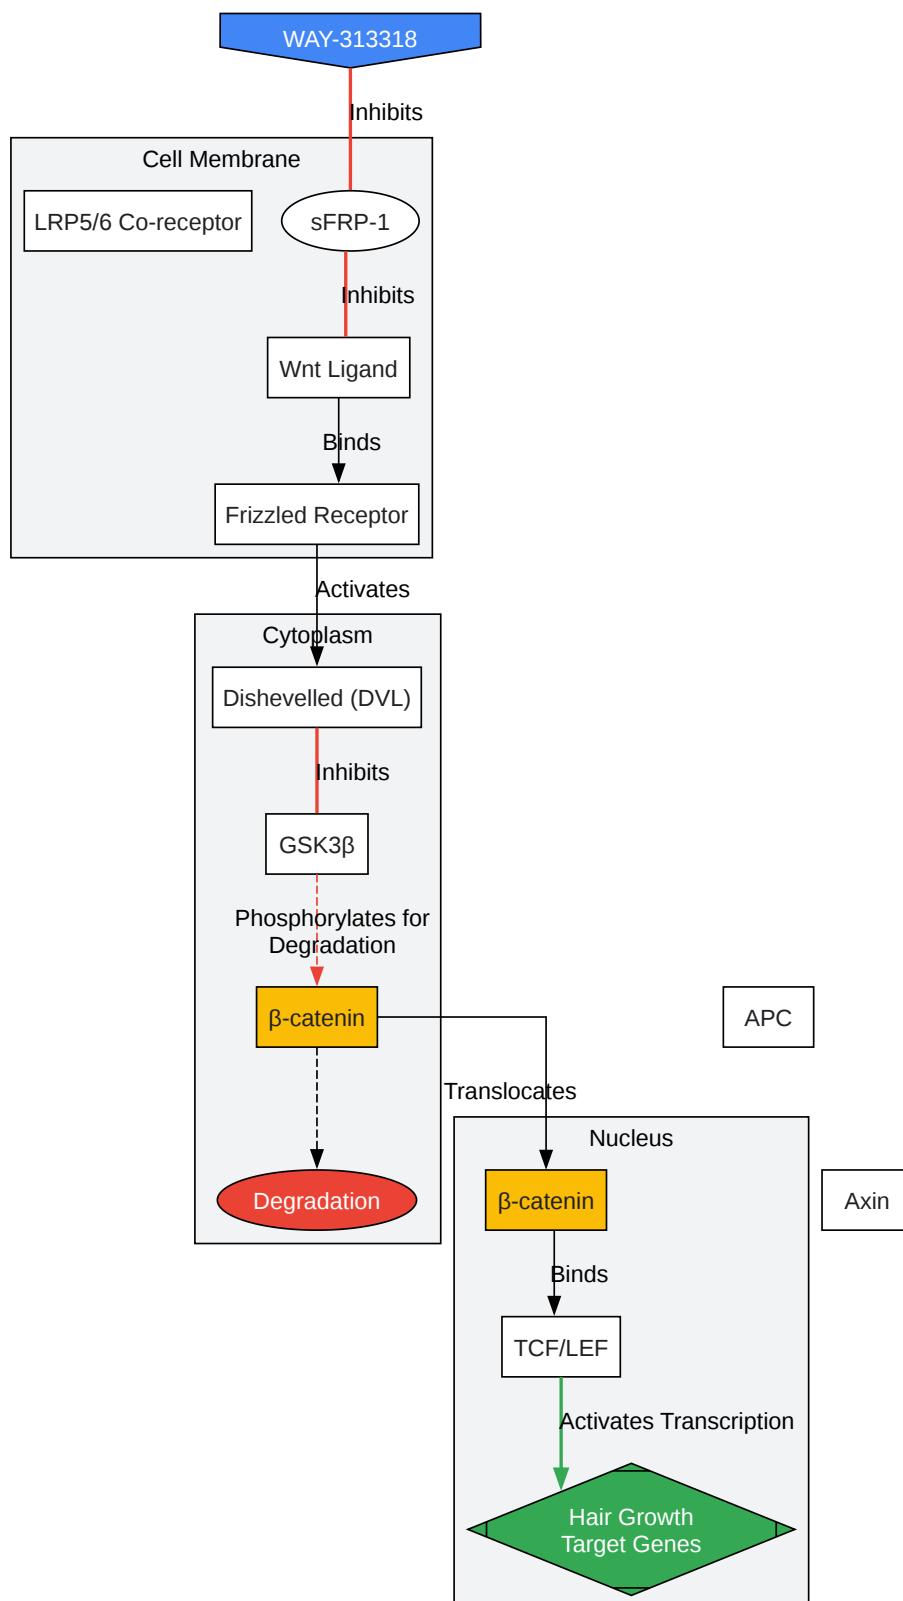 WAY-313318
Inhibits
Cell Membrane
LRP5/6 Co-receptor
sFRP-1
Inhibits
Wnt Ligand
Binds
Frizzled Receptor
Activates
Cytoplasm
Dishevelled (DVL)
Inhibits
GSK3β
Phosphorylates for
Degradation
β-catenin
APC
Translocates
Nucleus
Degradation
β-catenin
Axin
Binds
TCF/LEF
Activates Transcription
Hair Growth
Target Genes